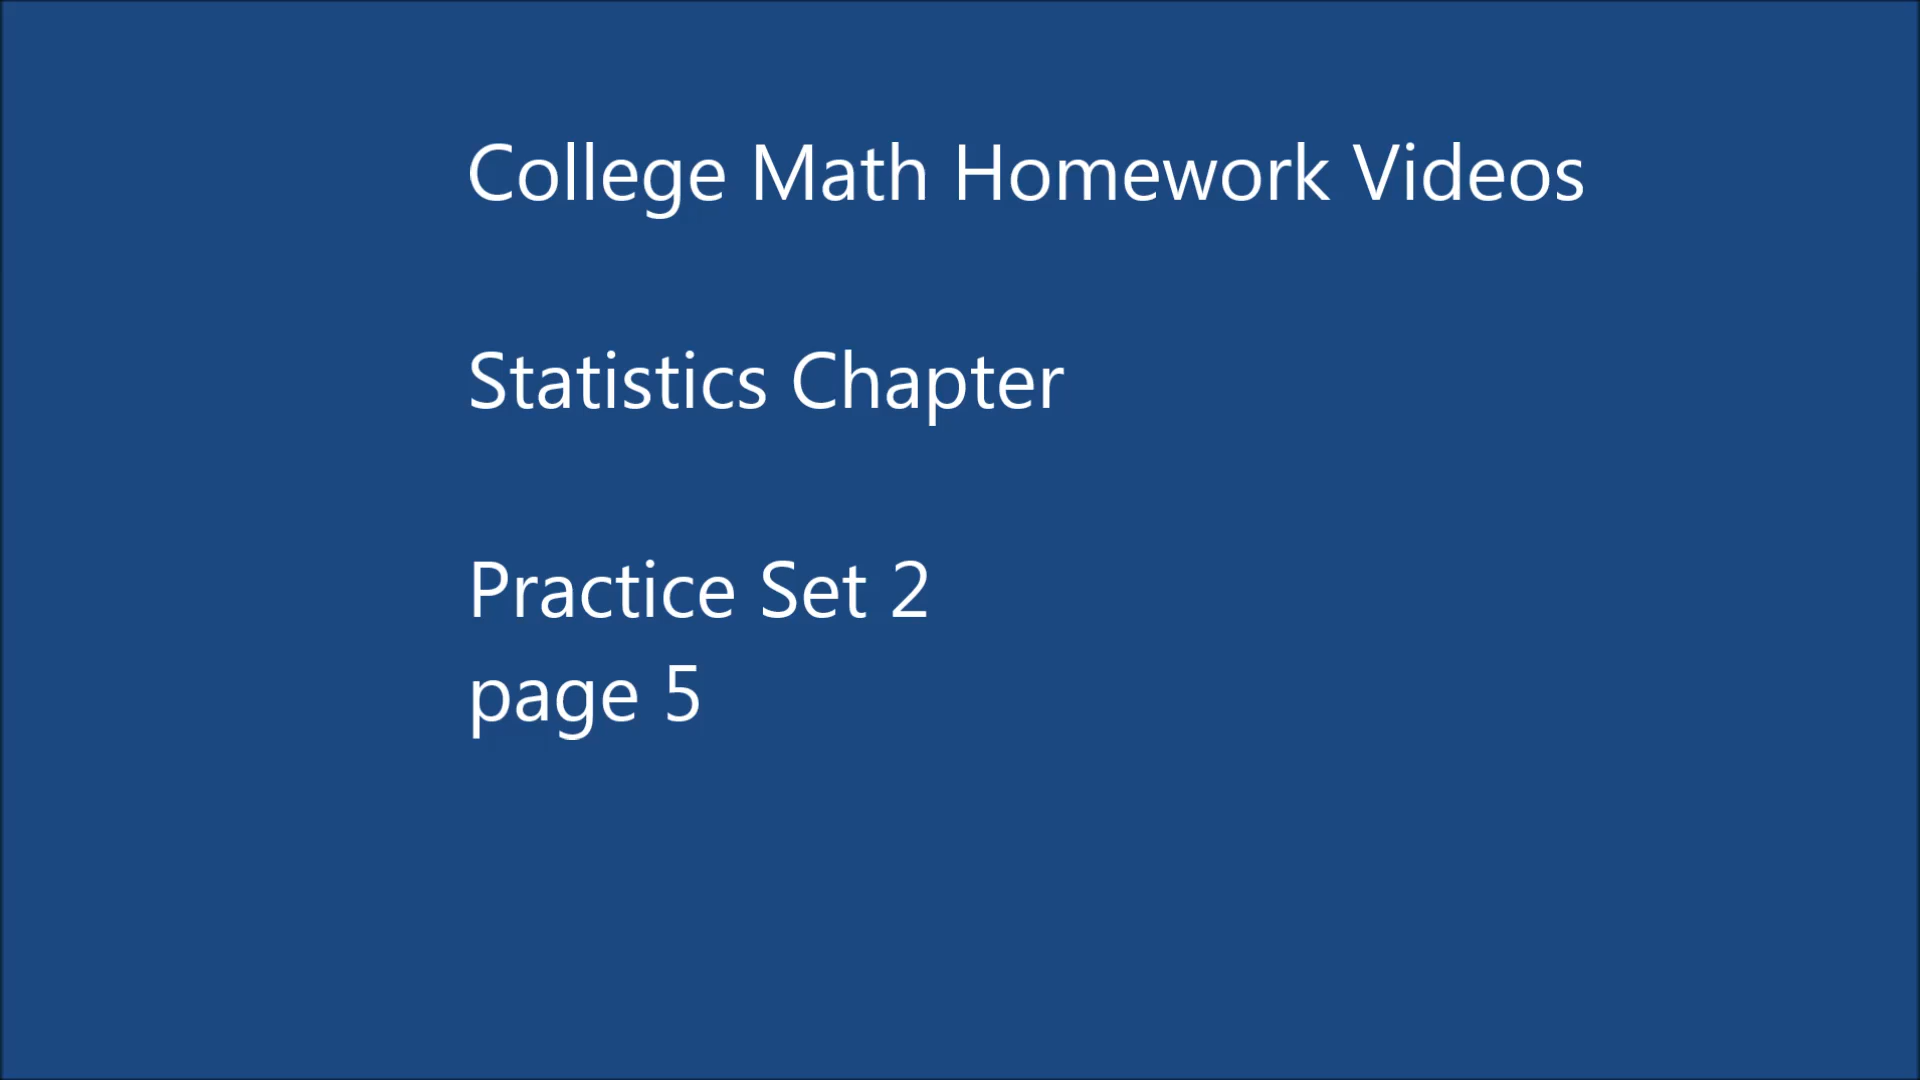 College Math Homework Videos
Statistics Chapter
Practice Set 2
page 5